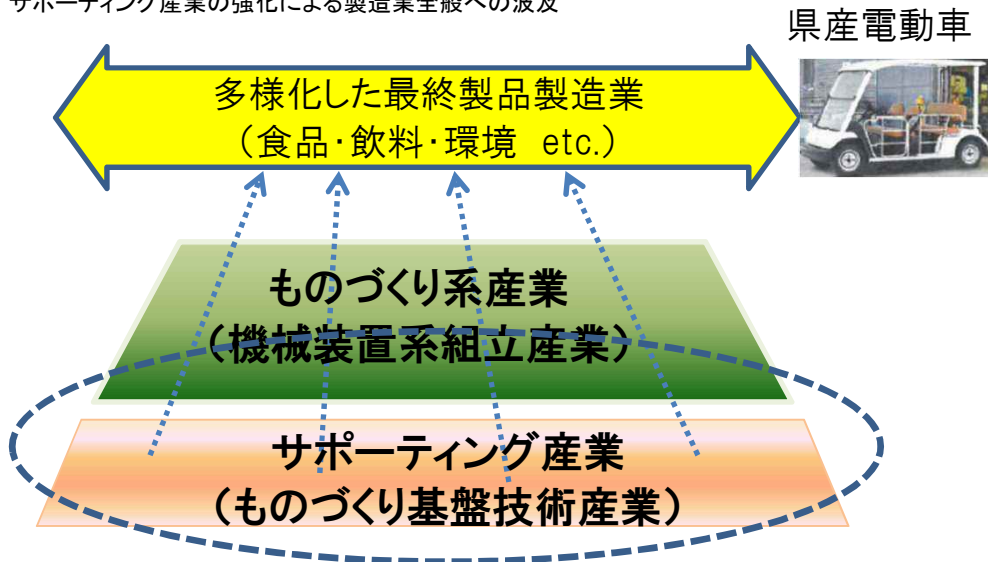 サポーティング産業の強化による製造業全般への波及
県産電動車
多様化した最終製品製造業
（食品・飲料・環境 etc.）
ものづくり系産業
（機械装置系組立産業）
サポーティング産業
（ものづくり基盤技術産業）